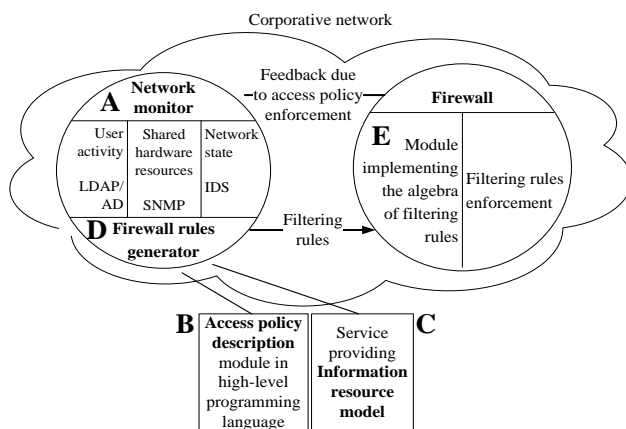 Corporative network
A Network
monitor
User
activity
LDAP/
AD
Shared
hardware
resources
SNMP
Network
state
IDS
D Firewall rules
generator
Feedback due
to access policy
enforcement
Filtering
rules
Firewall
E Module
implementing
the algebra
of filtering
rules
Filtering rules
enforcement
B Access policy
description
module in
high-level
programming
language
C
Service
providing
Information
resource
model